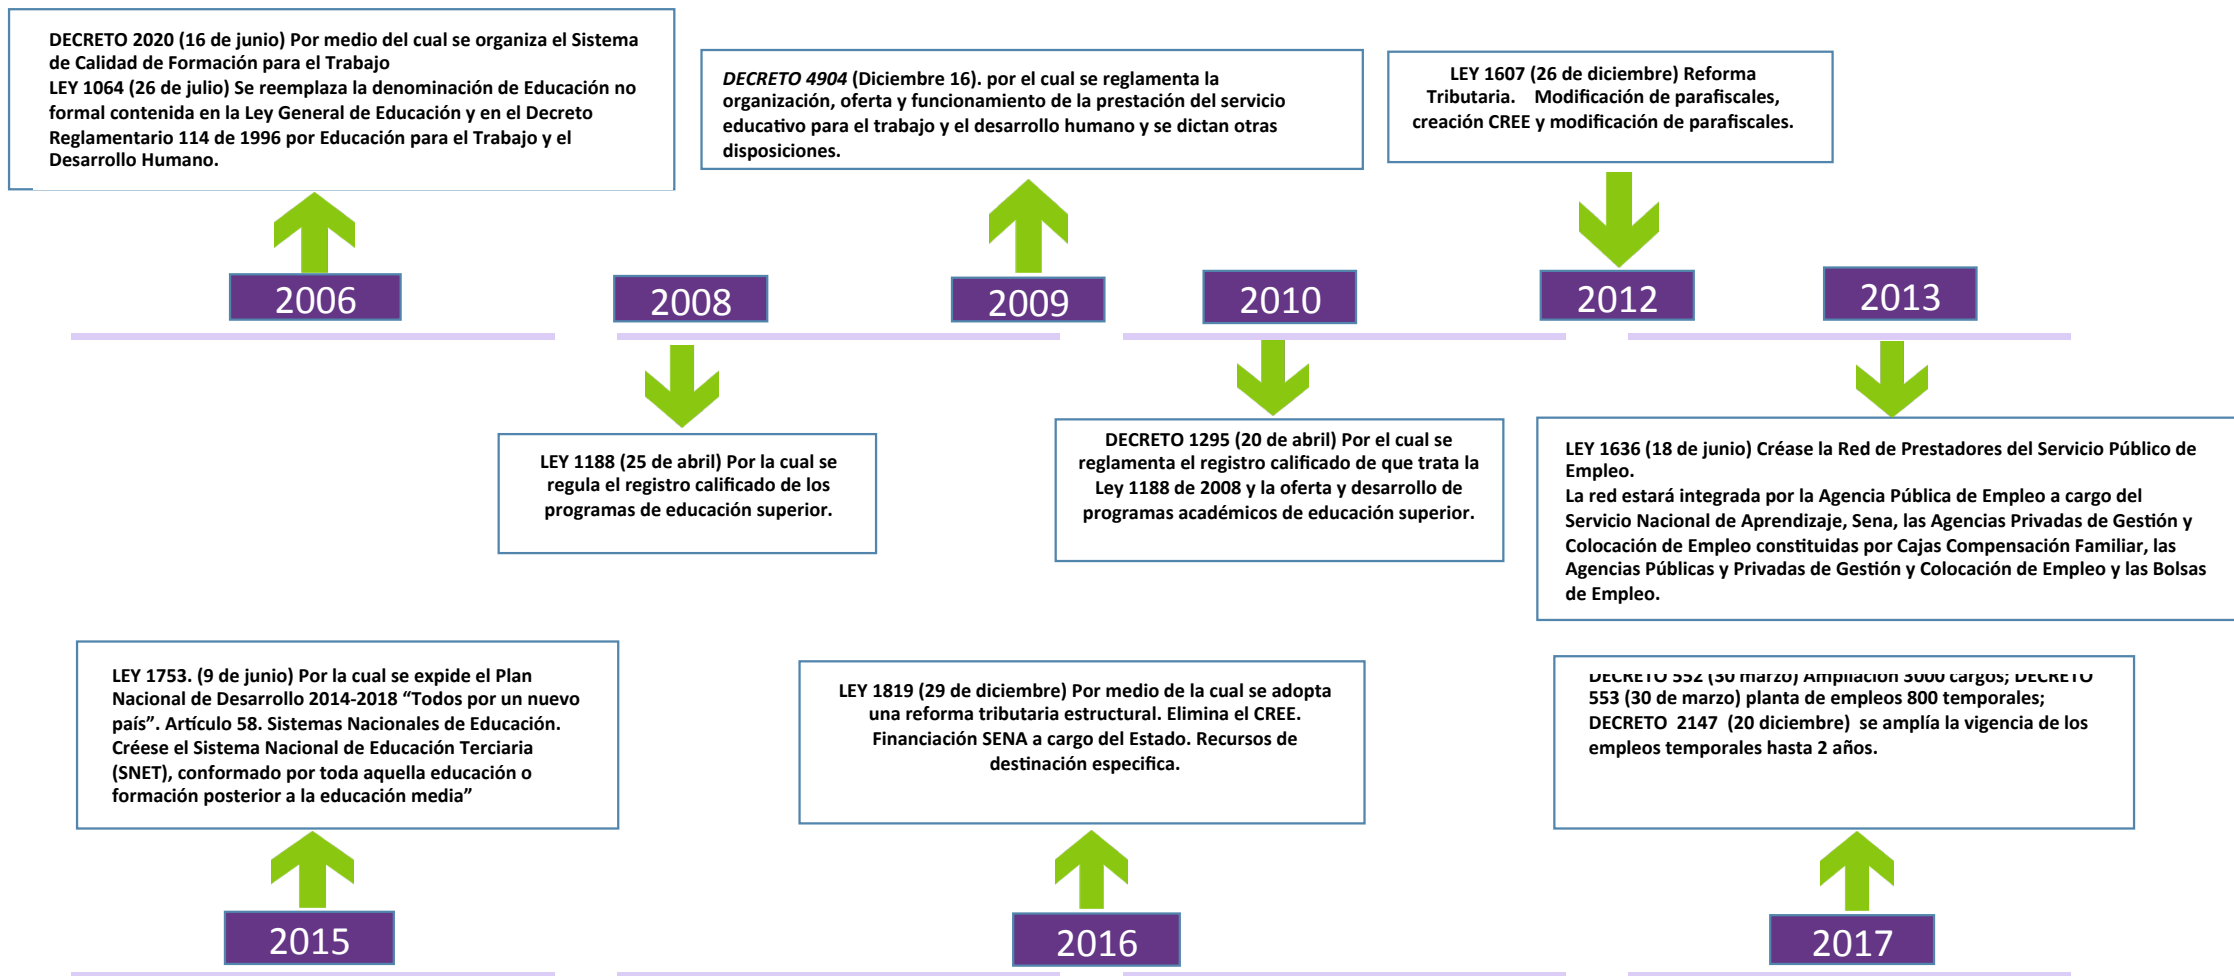 DECRETO 2020 (16 de junio) Por medio del cual se organiza el Sistema
de Calidad de Formación para el Trabajo
LEY 1064 (26 de julio) Se reemplaza la denominación de Educación no
formal contenida en la Ley General de Educación y en el Decreto
Reglamentario 114 de 1996 por Educación para el Trabajo y el
Desarrollo Humano.
DECRETO 4904 (Diciembre 16). por el cual se reglamenta la
organización, oferta y funcionamiento de la prestación del servicio
educativo para el trabajo y el desarrollo humano y se dictan otras
disposiciones.
LEY 1607 (26 de diciembre) Reforma
Tributaria. Modificación de parafiscales,
creación CREE y modificación de parafiscales.
2006
2008
2009
2010
2012
2013
LEY 1188 (25 de abril) Por la cual se
regula el registro calificado de los
programas de educación superior.
DECRETO 1295 (20 de abril) Por el cual se
reglamenta el registro calificado de que trata la
Ley 1188 de 2008 y la oferta y desarrollo de
programas académicos de educación superior.
LEY 1636 (18 de junio) Créase la Red de Prestadores del Servicio Público de
Empleo.
La red estará integrada por la Agencia Pública de Empleo a cargo del
Servicio Nacional de Aprendizaje, Sena, las Agencias Privadas de Gestión y
Colocación de Empleo constituidas por Cajas Compensación Familiar, las
Agencias Públicas y Privadas de Gestión y Colocación de Empleo y las Bolsas
de Empleo.
LEY 1753. (9 de junio) Por la cual se expide el Plan
Nacional de Desarrollo 2014-2018 “Todos por un nuevo
país”. Artículo 58. Sistemas Nacionales de Educación.
Créese el Sistema Nacional de Educación Terciaria
(SNET), conformado por toda aquella educación o
formación posterior a la educación media”
LEY 1819 (29 de diciembre) Por medio de la cual se adopta
una reforma tributaria estructural. Elimina el CREE.
Financiación SENA a cargo del Estado. Recursos de
destinación especifica.
DECRETO 552 (30 marzo) Ampliación 3000 cargos; DECRETO
553 (30 de marzo) planta de empleos 800 temporales;
DECRETO 2147 (20 diciembre) se amplía la vigencia de los
empleos temporales hasta 2 años.
2015
2016
2017